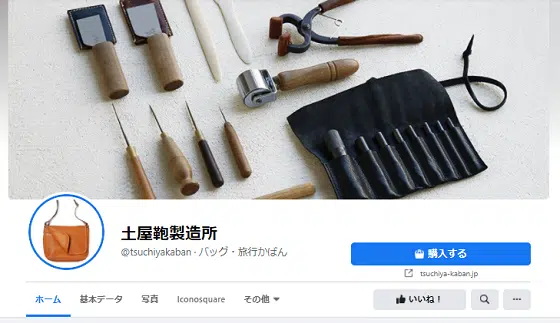 土屋鞄製造所
@tsuchiyakaban · バッグ・旅行かばん
購入する
tsuchiya-kaban.jp
ホーム 基本データ 写真 Iconosquare その他 いいね！